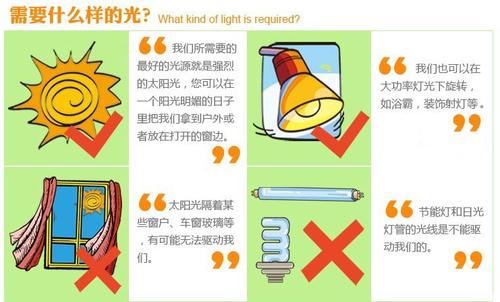 需要什么样的光? What kind of light is required?
“ 我们所需要的
最好的光源就是强烈
的太阳光，您可以在
一个阳光明媚的日子
里把我们拿到户外或
者放在打开的窗边。
”
“ 我们也可以在
大功率灯光下旋转，
如浴霸，装饰射灯等。
”
“ 太阳光隔着某
些窗户、车窗玻璃等
，有可能无法驱动我
们。 ”
“ 节能灯和日光
灯管的光线是不能驱
动我们的。 ”